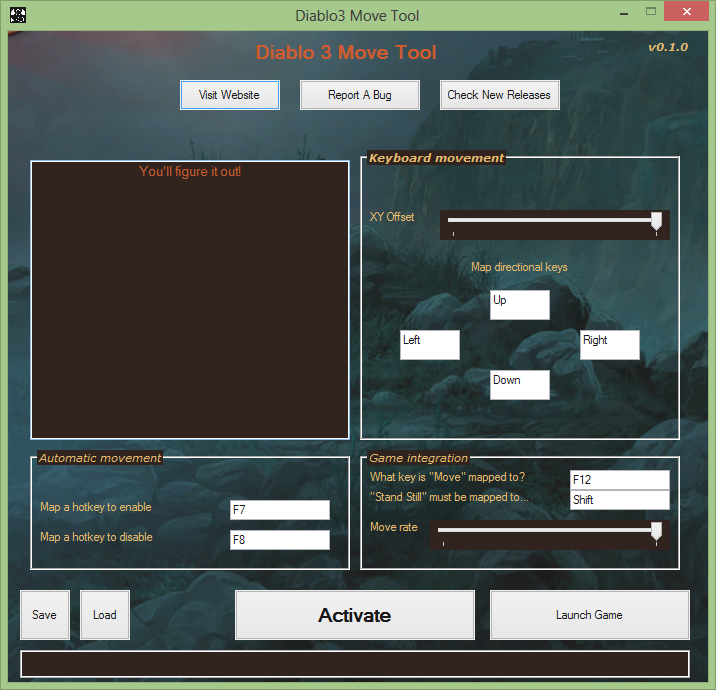 Diablo3 Move Tool
Diablo 3 Move Tool
v0.1.0
Visit Website
Report A Bug
Check New Releases
You'll figure it out!
Keyboard movement
XY Offset
Map directional keys
Up
Left
Right
Down
Automatic movement
Map a hotkey to enable
F7
Map a hotkey to disable
F8
Game integration
What key is "Move" mapped to?
F12
"Stand Still" must be mapped to...
Shift
Move rate
Save
Load
Activate
Launch Game